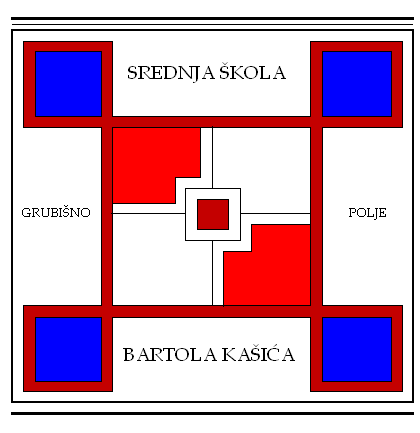 SREDNJA ŠKOLA
GRUBIŠNO
POLJE
BARTOLA KAŠIĆA